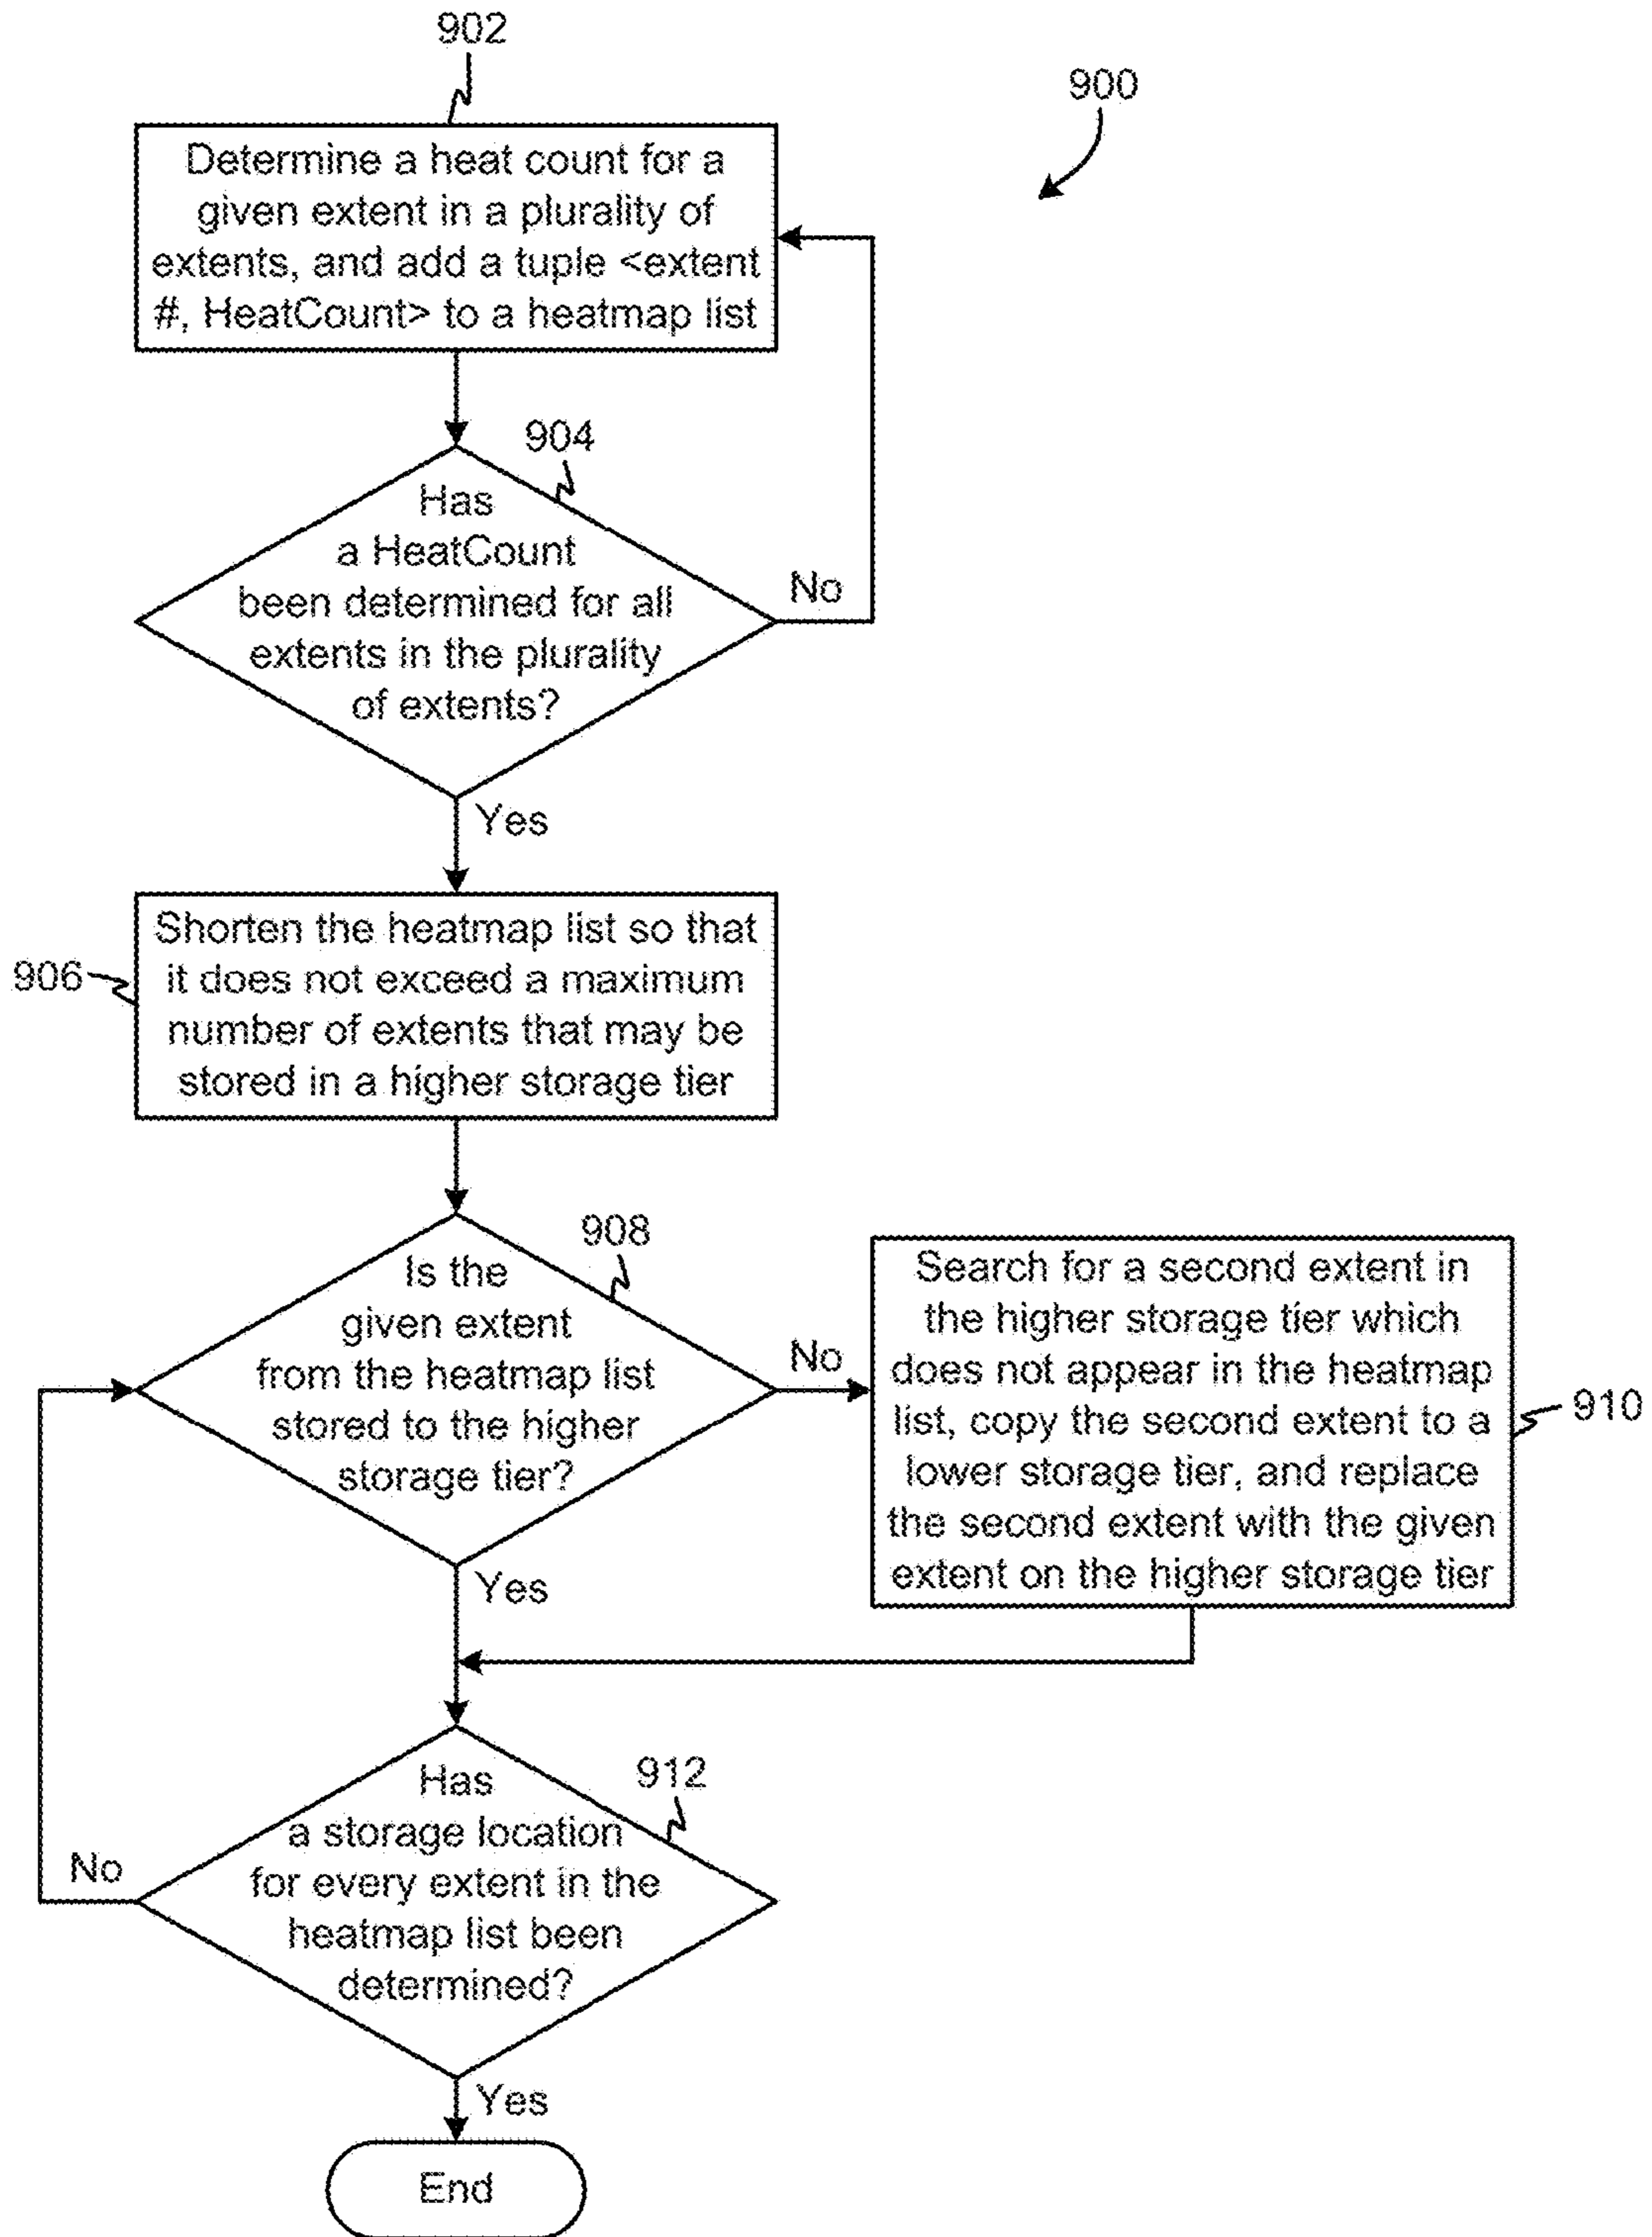 902
900
Determine a heat count for a
given extent in a plurality of
extents, and add a tuple <extent
#, HeatCount> to a heatmap list
904
Has
a HeatCount
been determined for all
extents in the plurality
of extents?
No
Yes
906
Shorten the heatmap list so that
it does not exceed a maximum
number of extents that may be
stored in a higher storage tier
908
Is the
given extent
from the heatmap list
stored to the higher
storage tier?
No
Yes
Search for a second extent in
the higher storage tier which
does not appear in the heatmap
list, copy the second extent to a
lower storage tier, and replace
the second extent with the given
extent on the higher storage tier
910
912
Has
a storage location
for every extent in the
heatmap list been
determined?
No
Yes
End